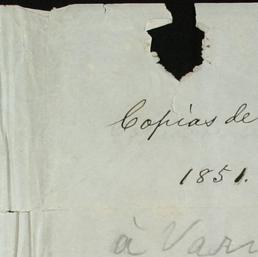 Copias de
1851.
à Vari